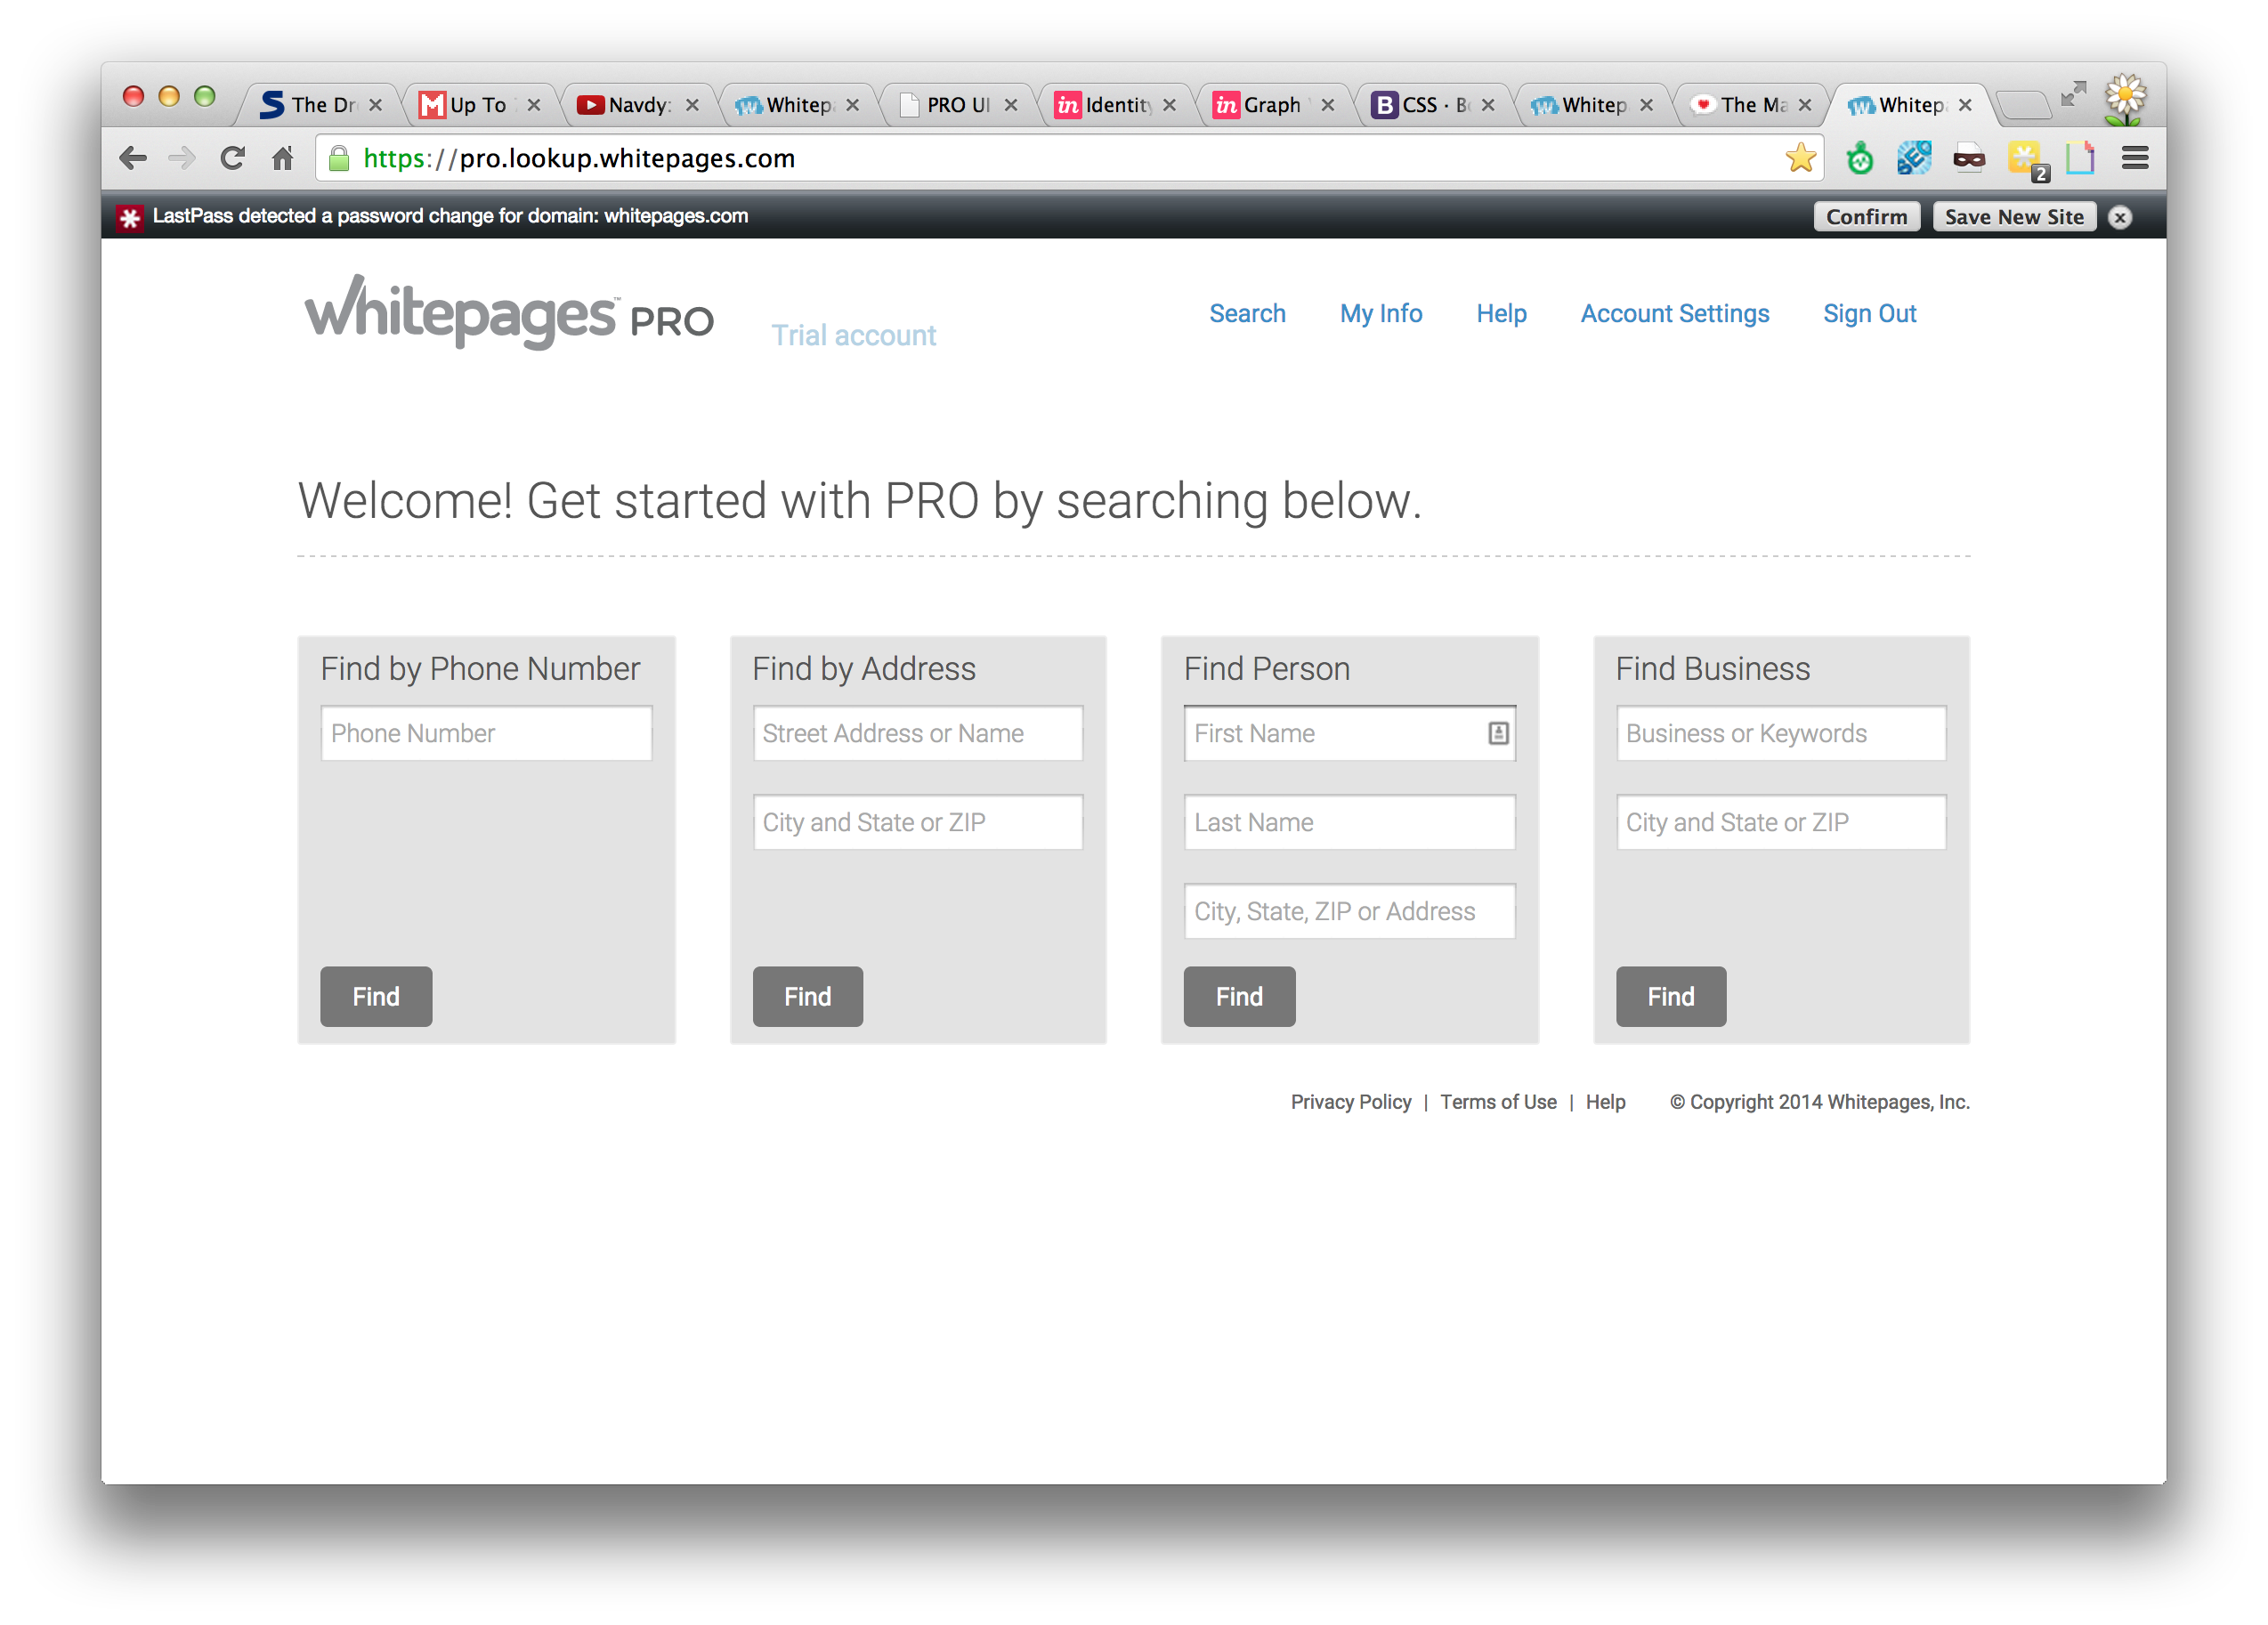 The Dr
Up To
Navdy:
Whitepa
PRO UI
Identity
Graph
CSS · Bo
Whitep
The Ma
Whitepa
https://pro.lookup.whitepages.com
2
LastPass detected a password change for domain: whitepages.com
Confirm
Save New Site
whitepages™ PRO
Trial account
Search
My Info
Help
Account Settings
Sign Out
Welcome! Get started with PRO by searching below.
Find by Phone Number
Phone Number
Find
Find by Address
Street Address or Name
City and State or ZIP
Find
Find Person
First Name
Last Name
City, State, ZIP or Address
Find
Find Business
Business or Keywords
City and State or ZIP
Find
Privacy Policy | Terms of Use | Help © Copyright 2014 Whitepages, Inc.